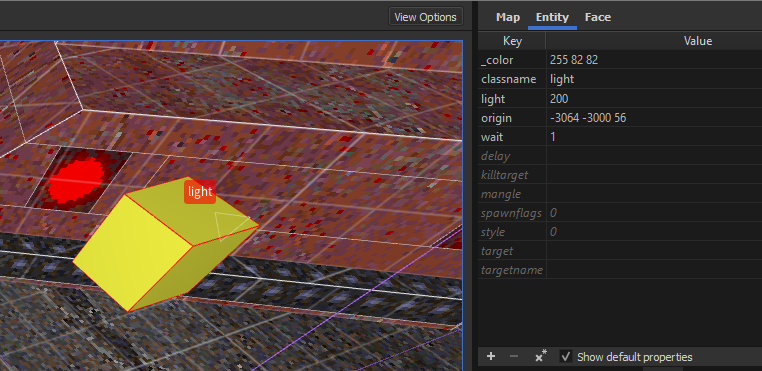 View Options
light
Map Entity Face
Key Value
_color 255 82 82
classname light
light 200
origin -3064 -3000 56
wait 1
delay
killtarget
mangle
spawnflags 0
style 0
target
targetname
Show default properties